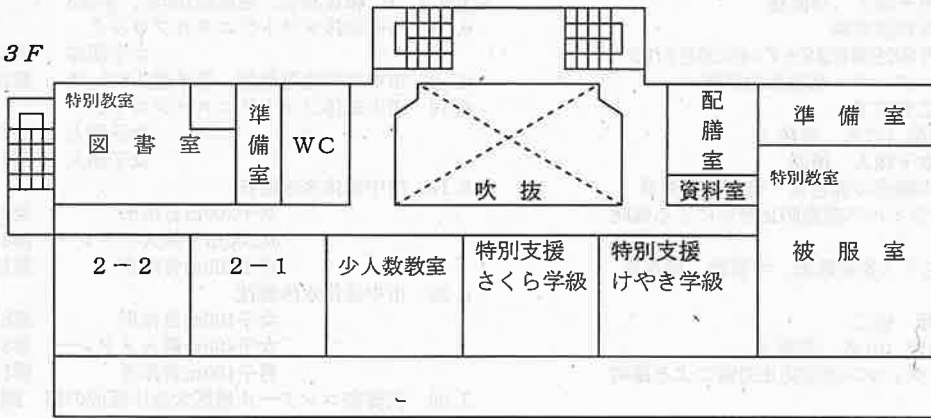 3F
特別教室
図書室
準備室
WC
吹抜
配膳室
資料室
準備室
特別教室
被服室
2-2
2-1
少人数教室
特別支援
さくら学級
特別支援
けやき学級